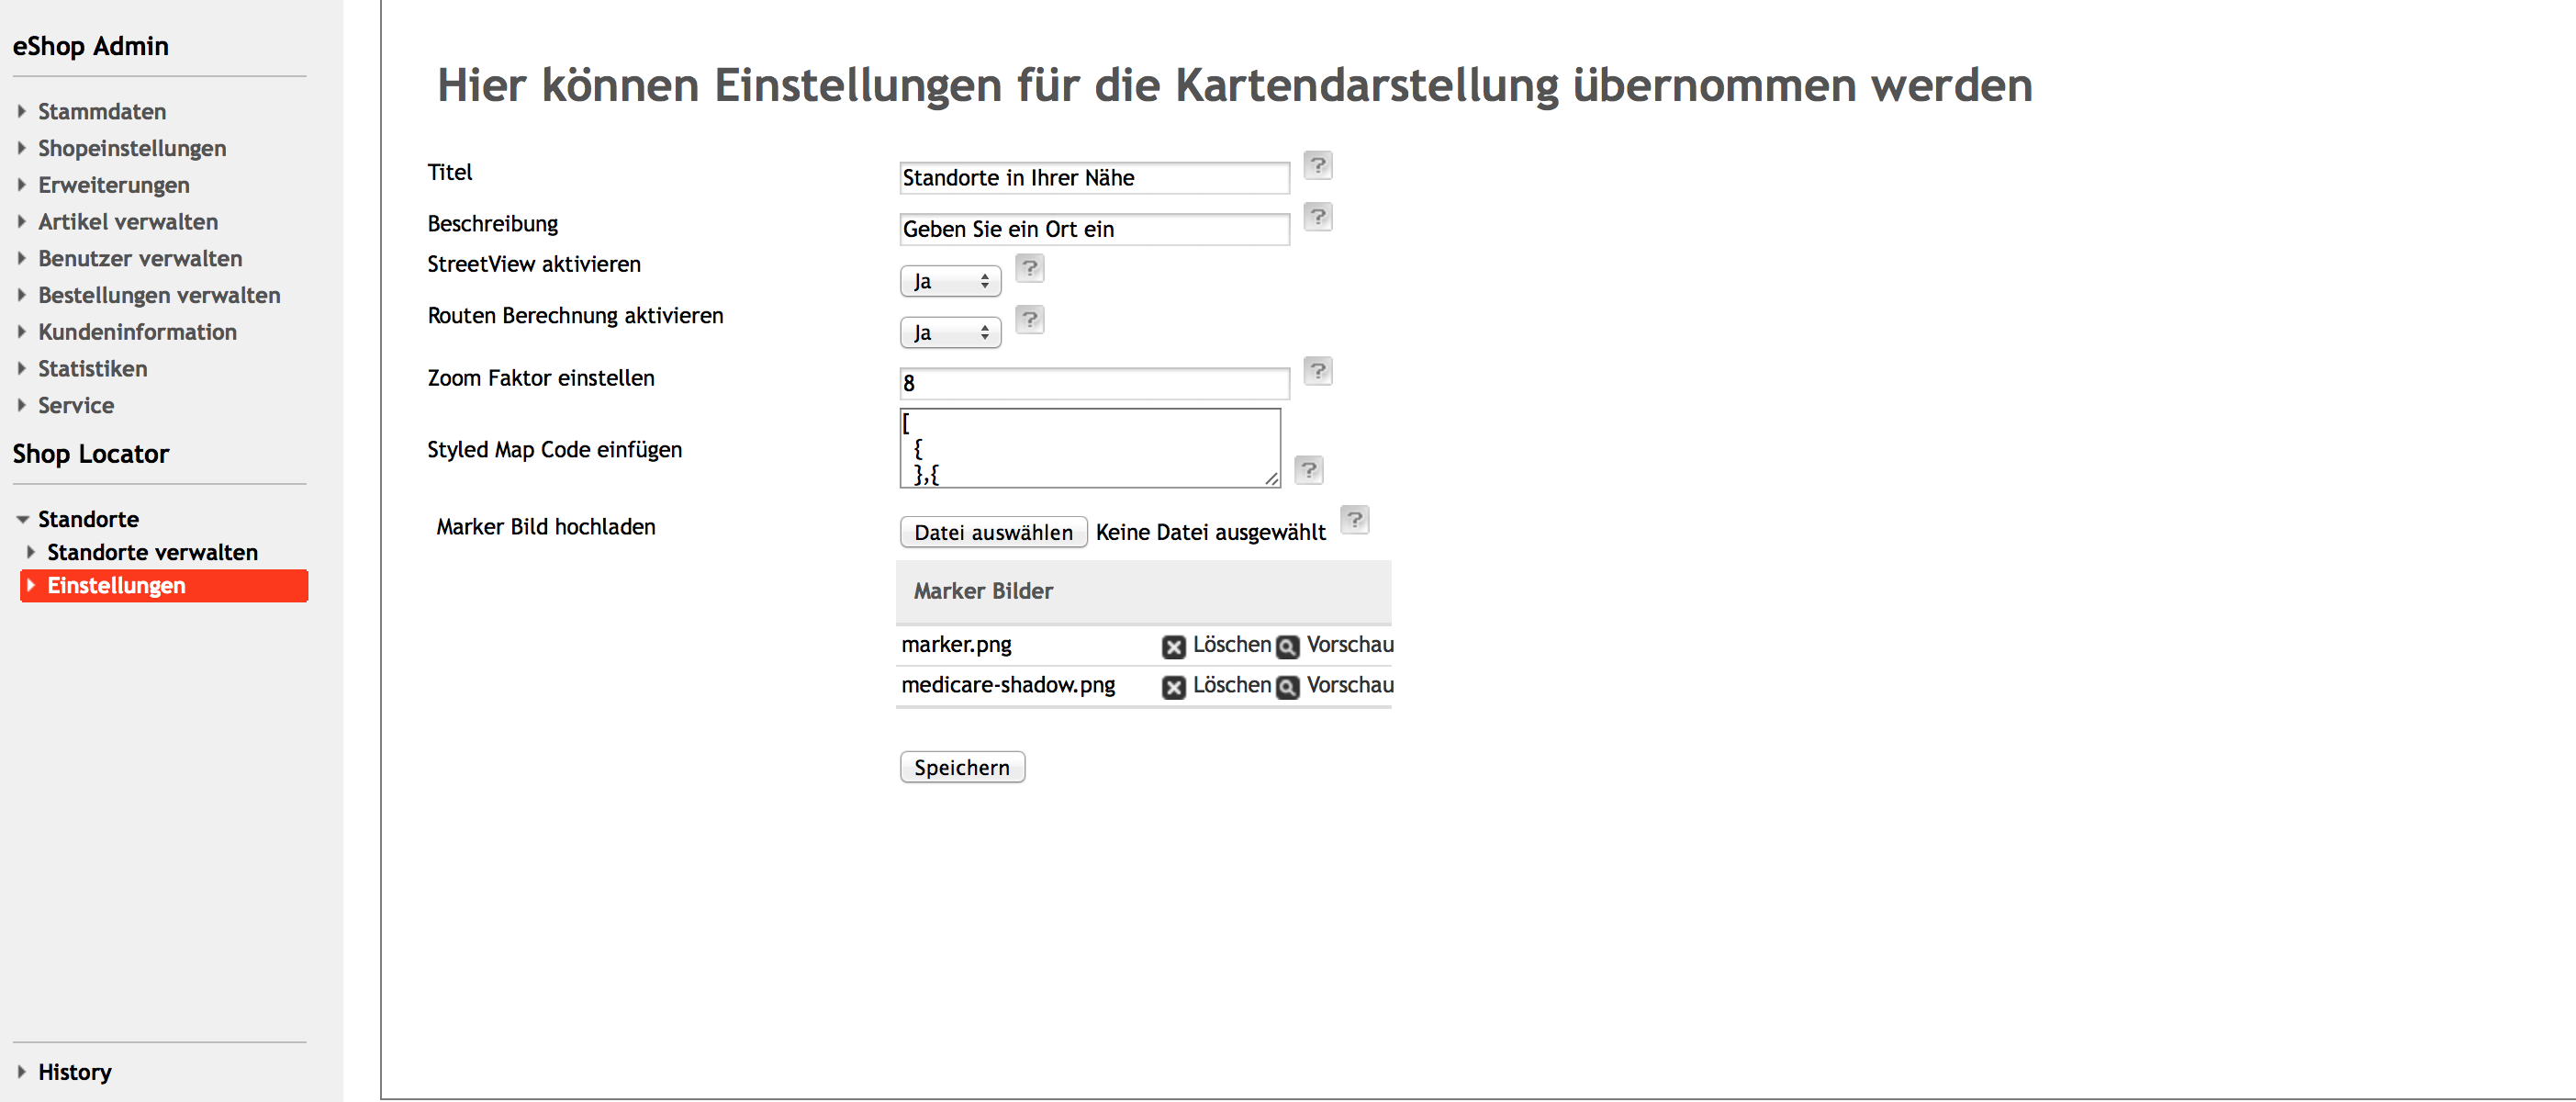 eShop Admin
Stammdaten
Shopeinstellungen
Erweiterungen
Artikel verwalten
Benutzer verwalten
Bestellungen verwalten
Kundeninformation
Statistiken
Service
Shop Locator
Standorte
Standorte verwalten
Einstellungen
History
Hier können Einstellungen für die Kartendarstellung übernommen werden
Titel Standorte in Ihrer Nähe ?
Beschreibung Geben Sie ein Ort ein ?
StreetView aktivieren Ja ?
Routen Berechnung aktivieren Ja ?
Zoom Faktor einstellen 8 ?
Styled Map Code einfügen ?
[
{
},{
Marker Bild hochladen Datei auswählen Keine Datei ausgewählt ?
Marker Bilder
marker.png Löschen Vorschau
medicare-shadow.png Löschen Vorschau
Speichern